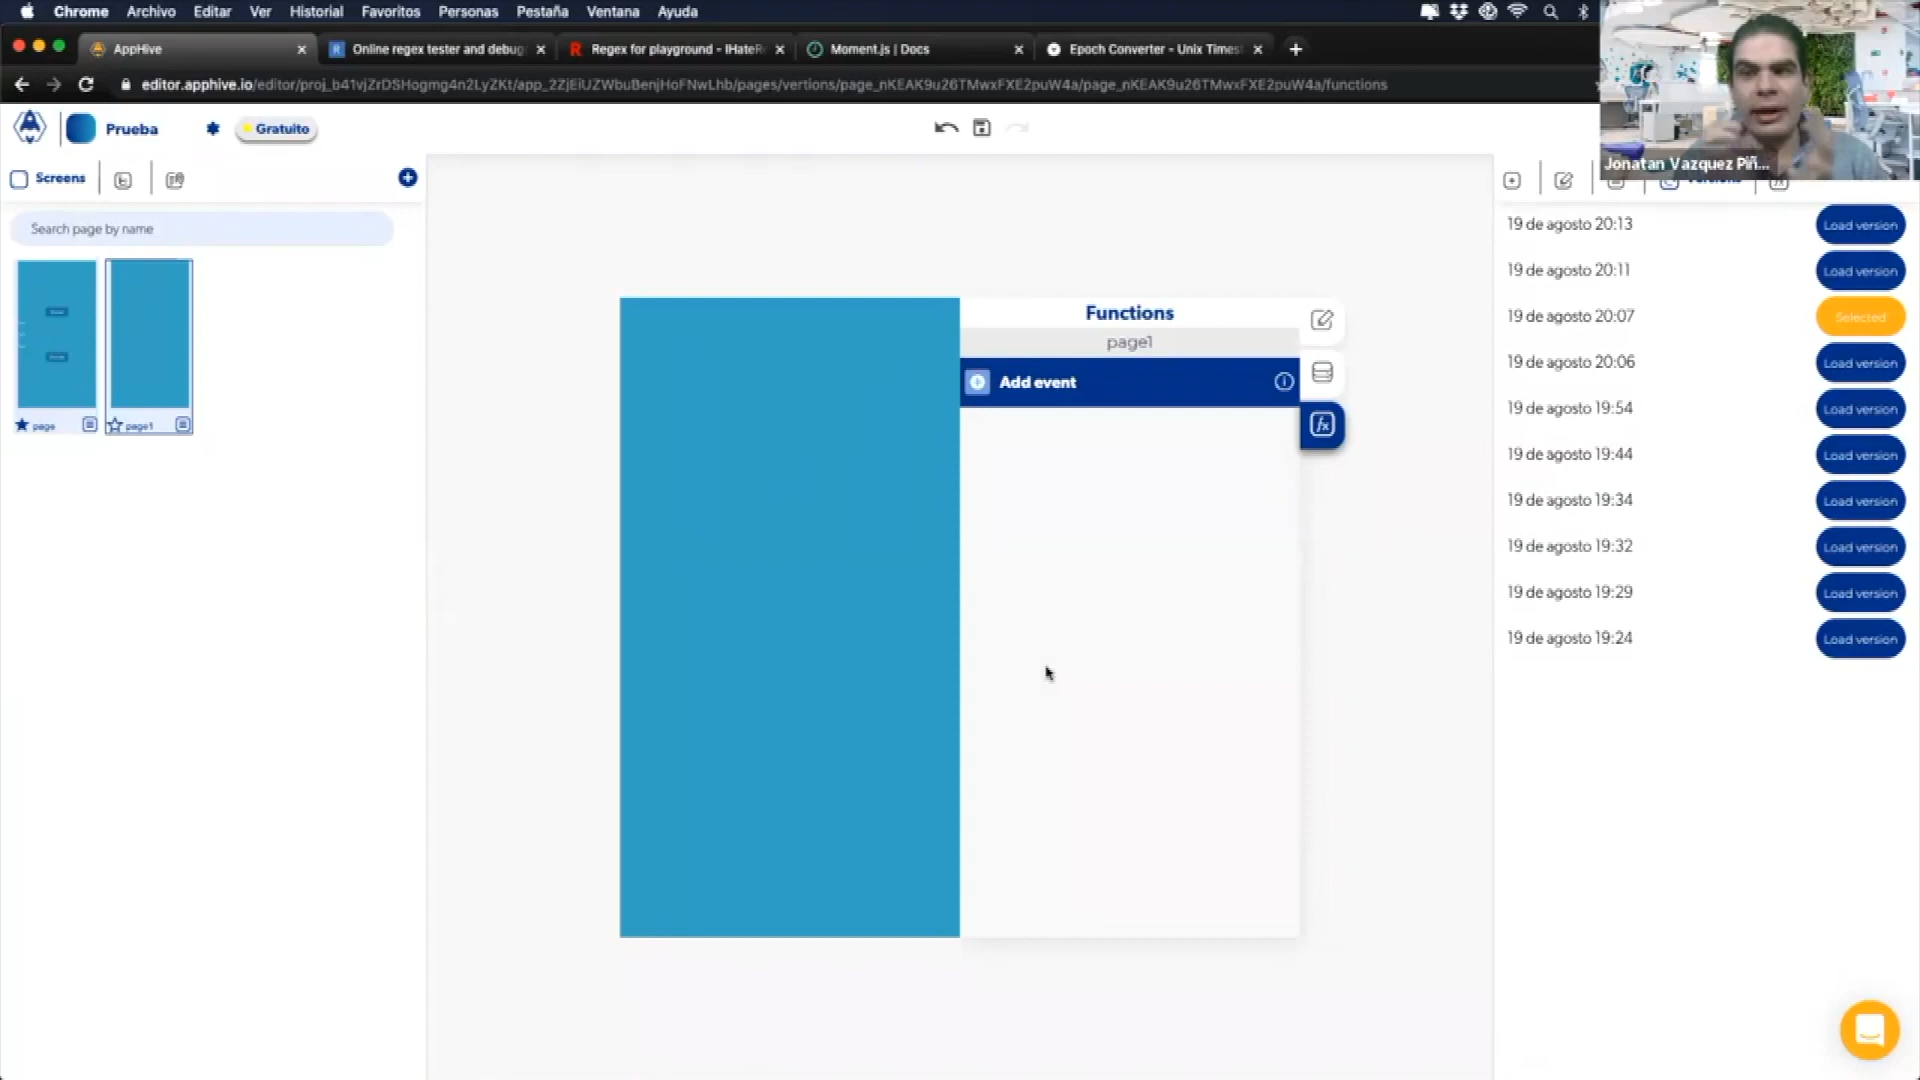 Chrome Archivo Editar Ver Historial Favoritos Personas Pestaña Ventana Ayuda
AppHive
Online regex tester and debug
Regex for playground - IHateR
Moment.js | Docs
Epoch Converter - Unix Times
editor.apphive.io/editor/proj_b41vjZrDSHogmg4n2LyZKt/app_2ZjEiUZWbuBenjHoFNwLhb/pages/vertions/page_nKEAK9u26TMwxFXE2puW4a/page_nKEAK9u26TMwxFXE2puW4a/functions
Prueba
Gratuito
Jonatan Vazquez Piñ...
Screens
Search page by name
page
page1
Functions
page1
Add event
fx
19 de agosto 20:13 Load version
19 de agosto 20:11 Load version
19 de agosto 20:07 Selected
19 de agosto 20:06 Load version
19 de agosto 19:54 Load version
19 de agosto 19:44 Load version
19 de agosto 19:34 Load version
19 de agosto 19:32 Load version
19 de agosto 19:29 Load version
19 de agosto 19:24 Load version